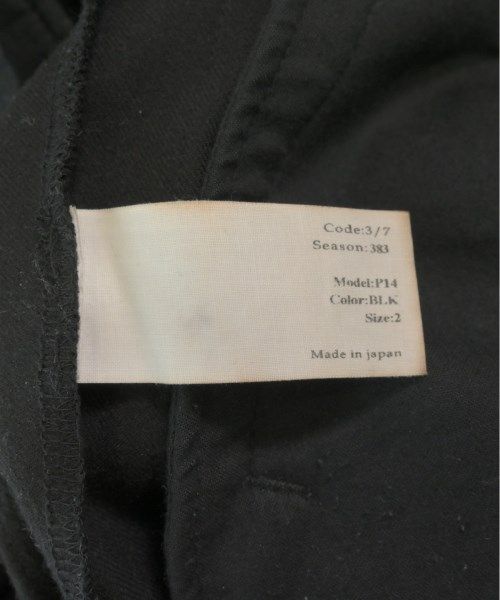 Code:3/7
Season:383
Model:P14
Color:BLK
Size:2
Made in japan